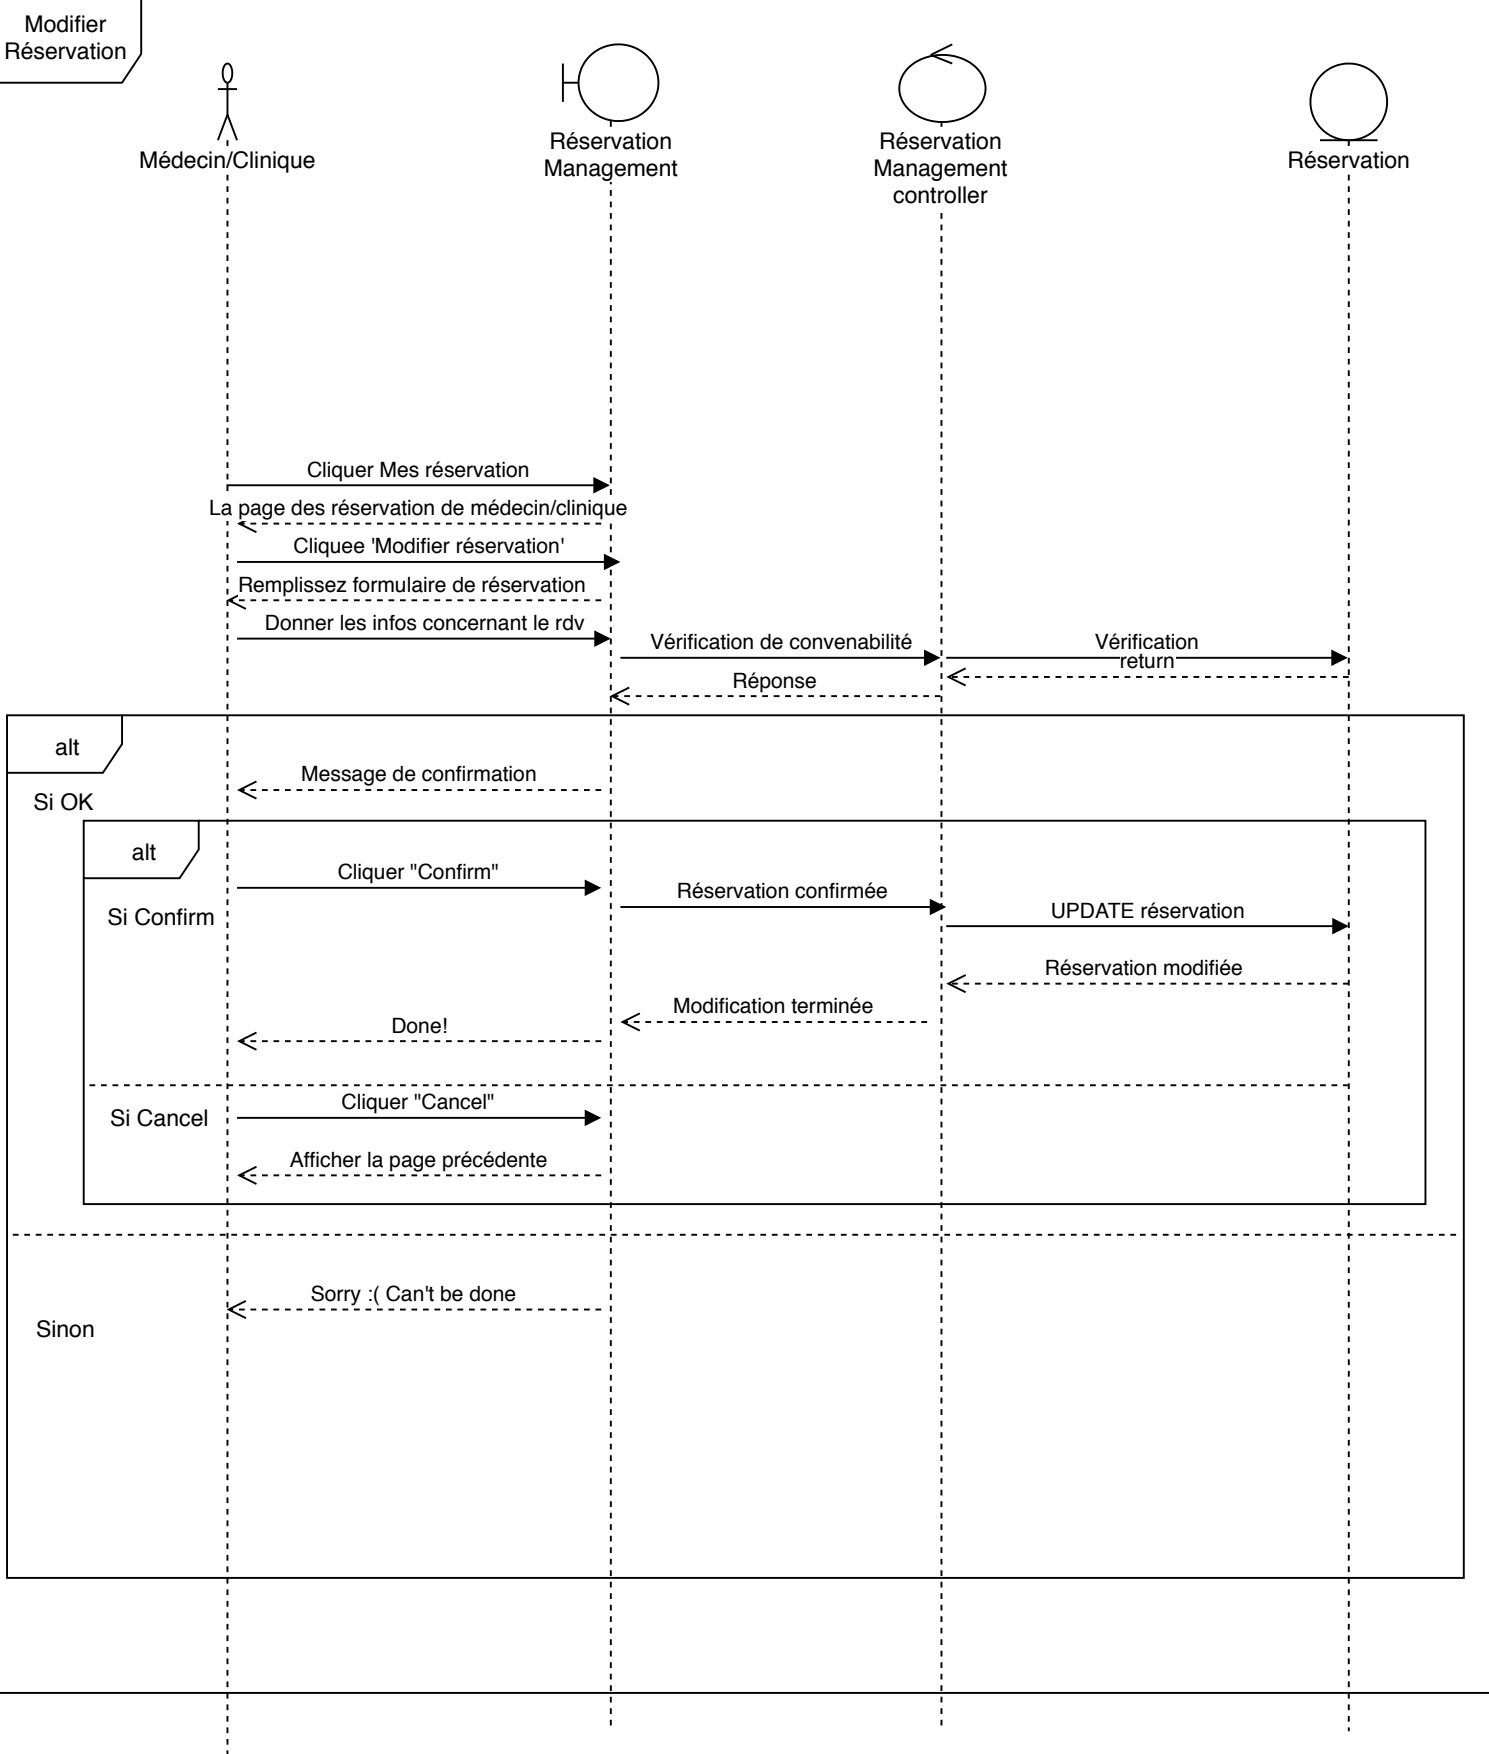 Modifier
Réservation
Médecin/Clinique
Réservation
Management
Réservation
Management
controller
Réservation
Cliquer Mes réservation
La page des réservation de médecin/clinique
Cliquee 'Modifier réservation'
Remplissez formulaire de réservation
Donner les infos concernant le rdv
Vérification de convenabilité
Vérification
return
Réponse
alt
Message de confirmation
Si OK
alt
Cliquer "Confirm"
Réservation confirmée
Si Confirm
UPDATE réservation
Réservation modifiée
Modification terminée
Done!
Cliquer "Cancel"
Si Cancel
Afficher la page précédente
Sorry :( Can't be done
Sinon